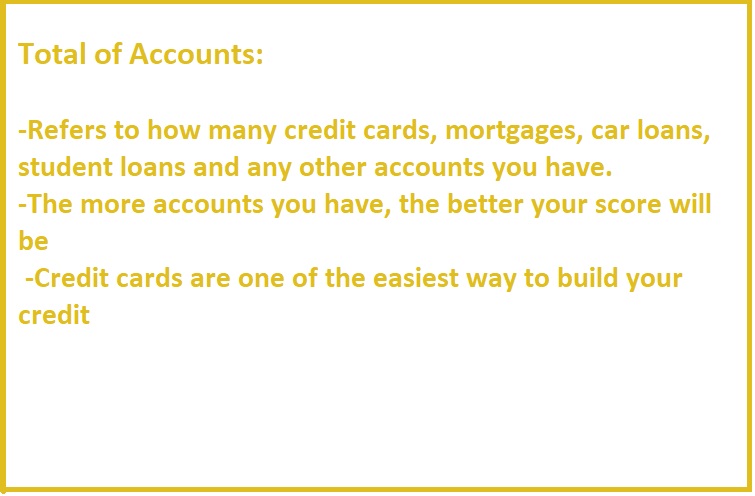 Total of Accounts:
-Refers to how many credit cards, mortgages, car loans,
student loans and any other accounts you have.
-The more accounts you have, the better your score will
be
-Credit cards are one of the easiest way to build your
credit